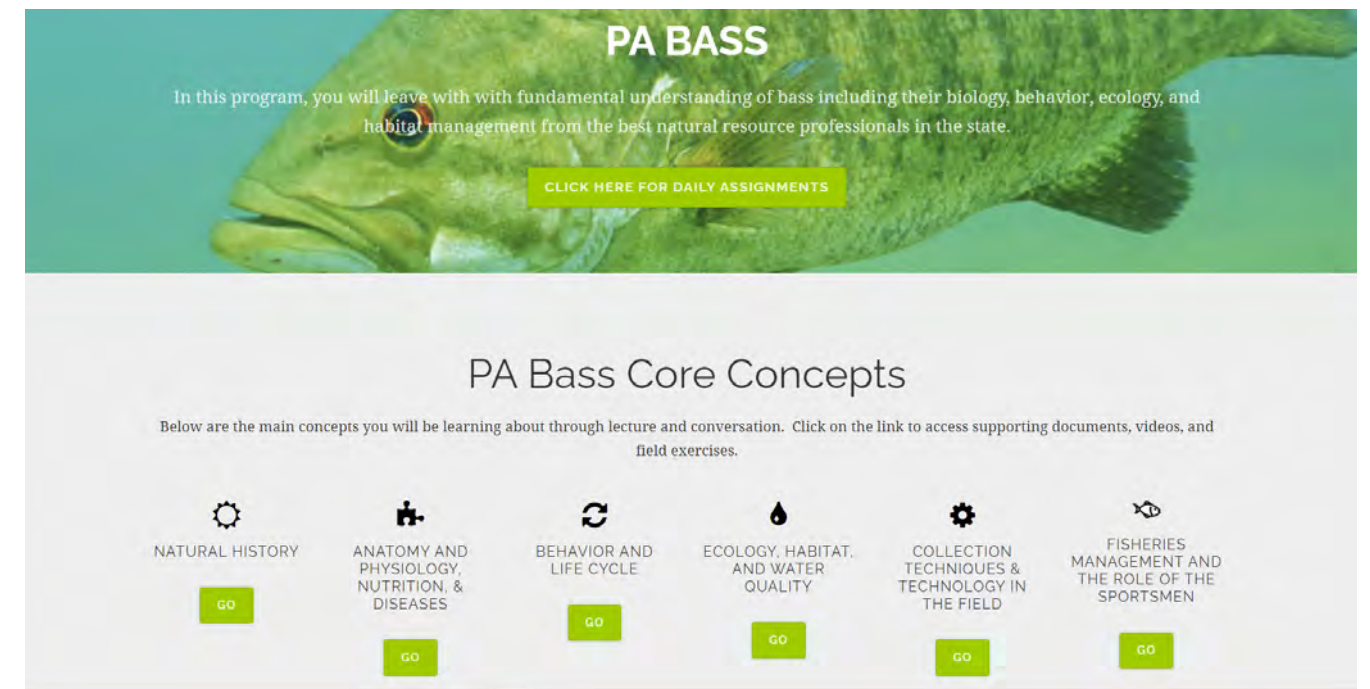 PA BASS
In this program, you will leave with with fundamental understanding of bass including their biology, behavior, ecology, and
habitat management from the best natural resource professionals in the state.
CLICK HERE FOR DAILY ASSIGNMENTS
PA Bass Core Concepts
Below are the main concepts you will be learning about through lecture and conversation. Click on the link to access supporting documents, videos, and
field exercises.
NATURAL HISTORY
GO
ANATOMY AND
PHYSIOLOGY,
NUTRITION, &
DISEASES
GO
BEHAVIOR AND
LIFE CYCLE
GO
ECOLOGY, HABITAT,
AND WATER
QUALITY
GO
COLLECTION
TECHNIQUES &
TECHNOLOGY IN
THE FIELD
GO
FISHERIES
MANAGEMENT AND
THE ROLE OF THE
SPORTSMEN
GO